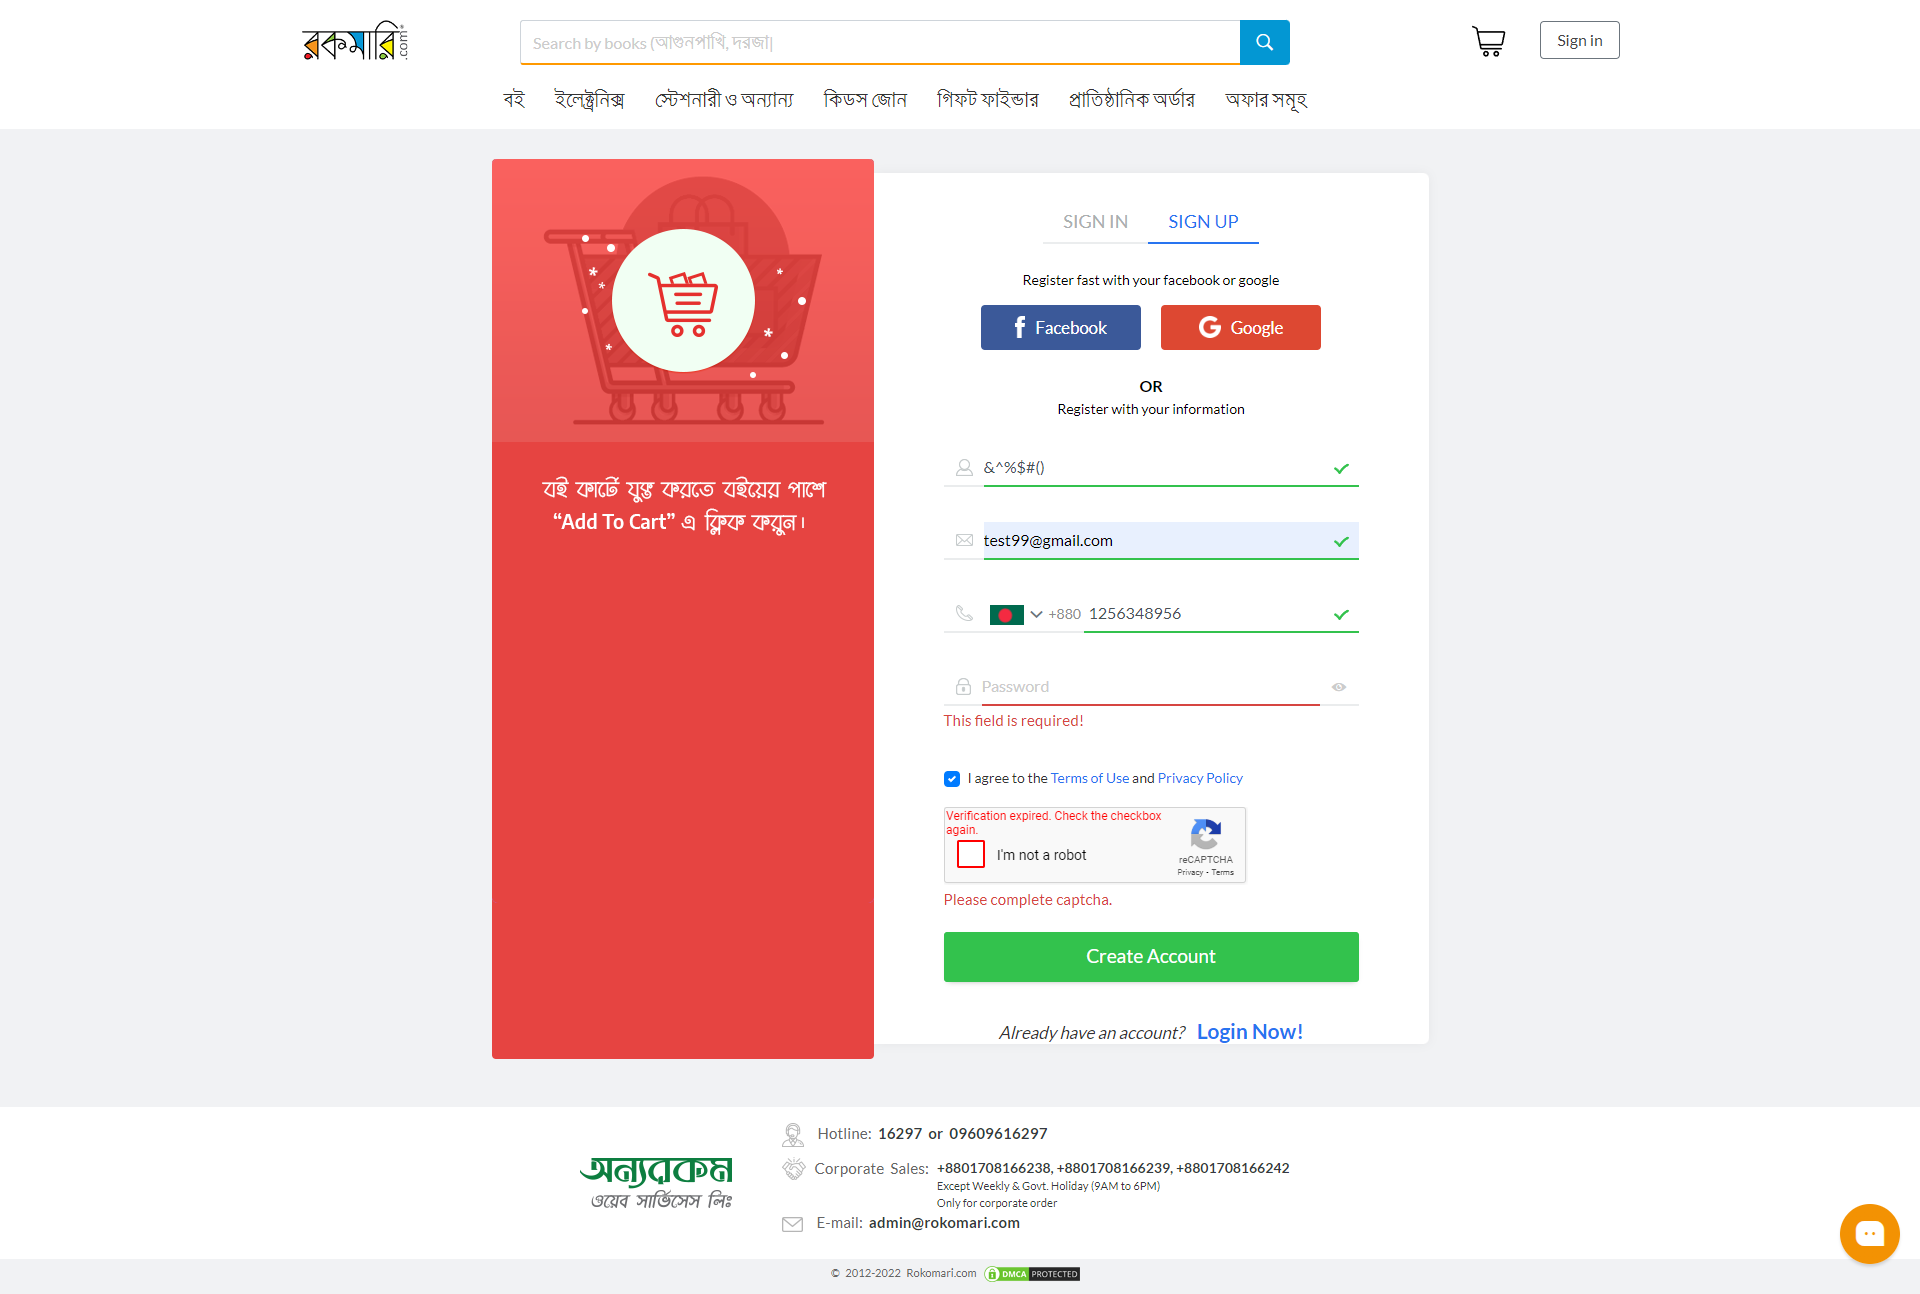 রকমারি.com
Search by books (আগুনপাখি, দরজা|
Sign in
বই ইলেক্ট্রনিক্স স্টেশনারী ও অন্যান্য কিডস জোন গিফট ফাইন্ডার প্রাতিষ্ঠানিক অর্ডার অফার সমূহ
বই কার্টে যুক্ত করতে বইয়ের পাশে
“Add To Cart” এ ক্লিক করুন।
SIGN IN SIGN UP
Register fast with your facebook or google
Facebook Google
OR
Register with your information
&^%$#()
test99@gmail.com
+880 1256348956
Password
This field is required!
I agree to the Terms of Use and Privacy Policy
Verification expired. Check the checkbox
again.
I'm not a robot
reCAPTCHA
Privacy - Terms
Please complete captcha.
Create Account
Already have an account? Login Now!
অন্যরকম
ওয়েব সার্ভিসেস লিঃ
Hotline: 16297 or 09609616297
Corporate Sales: +8801708166238, +8801708166239, +8801708166242
Except Weekly & Govt. Holiday (9AM to 6PM)
Only for corporate order
E-mail: admin@rokomari.com
© 2012-2022 Rokomari.com DMCA PROTECTED